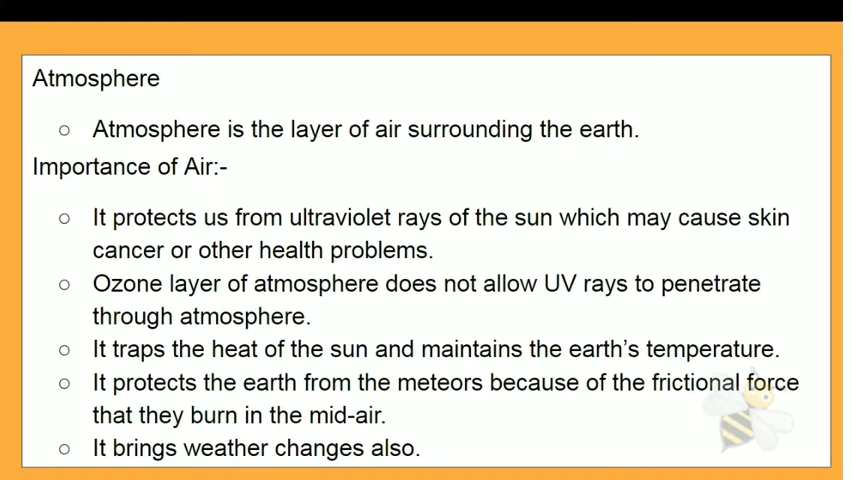 Atmosphere
○ Atmosphere is the layer of air surrounding the earth.
Importance of Air:-
○ It protects us from ultraviolet rays of the sun which may cause skin
cancer or other health problems.
○ Ozone layer of atmosphere does not allow UV rays to penetrate
through atmosphere.
○ It traps the heat of the sun and maintains the earth's temperature.
○ It protects the earth from the meteors because of the frictional force
that they burn in the mid-air.
○ It brings weather changes also.